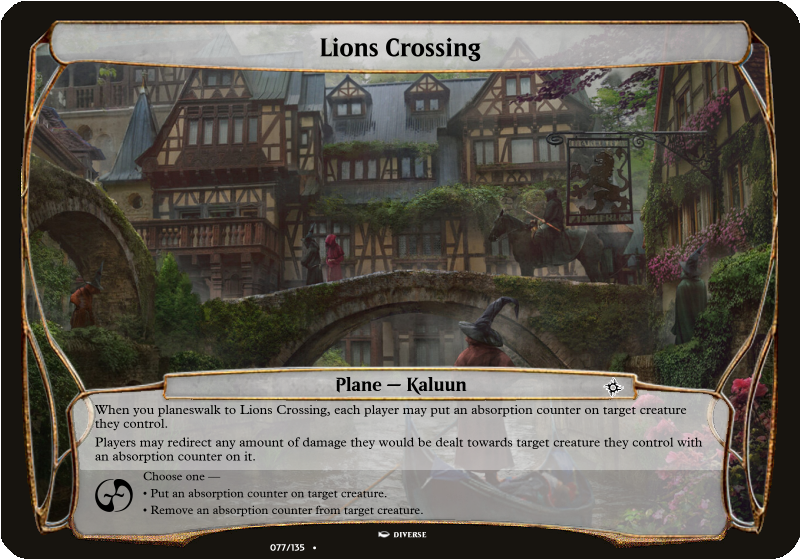 Lions Crossing
Plane — Kaluun
When you planeswalk to Lions Crossing, each player may put an absorption counter on target creature
they control.
Players may redirect any amount of damage they would be dealt towards target creature they control with
an absorption counter on it.
Choose one —
• Put an absorption counter on target creature.
• Remove an absorption counter from target creature.
DIVERSE
077/135 •